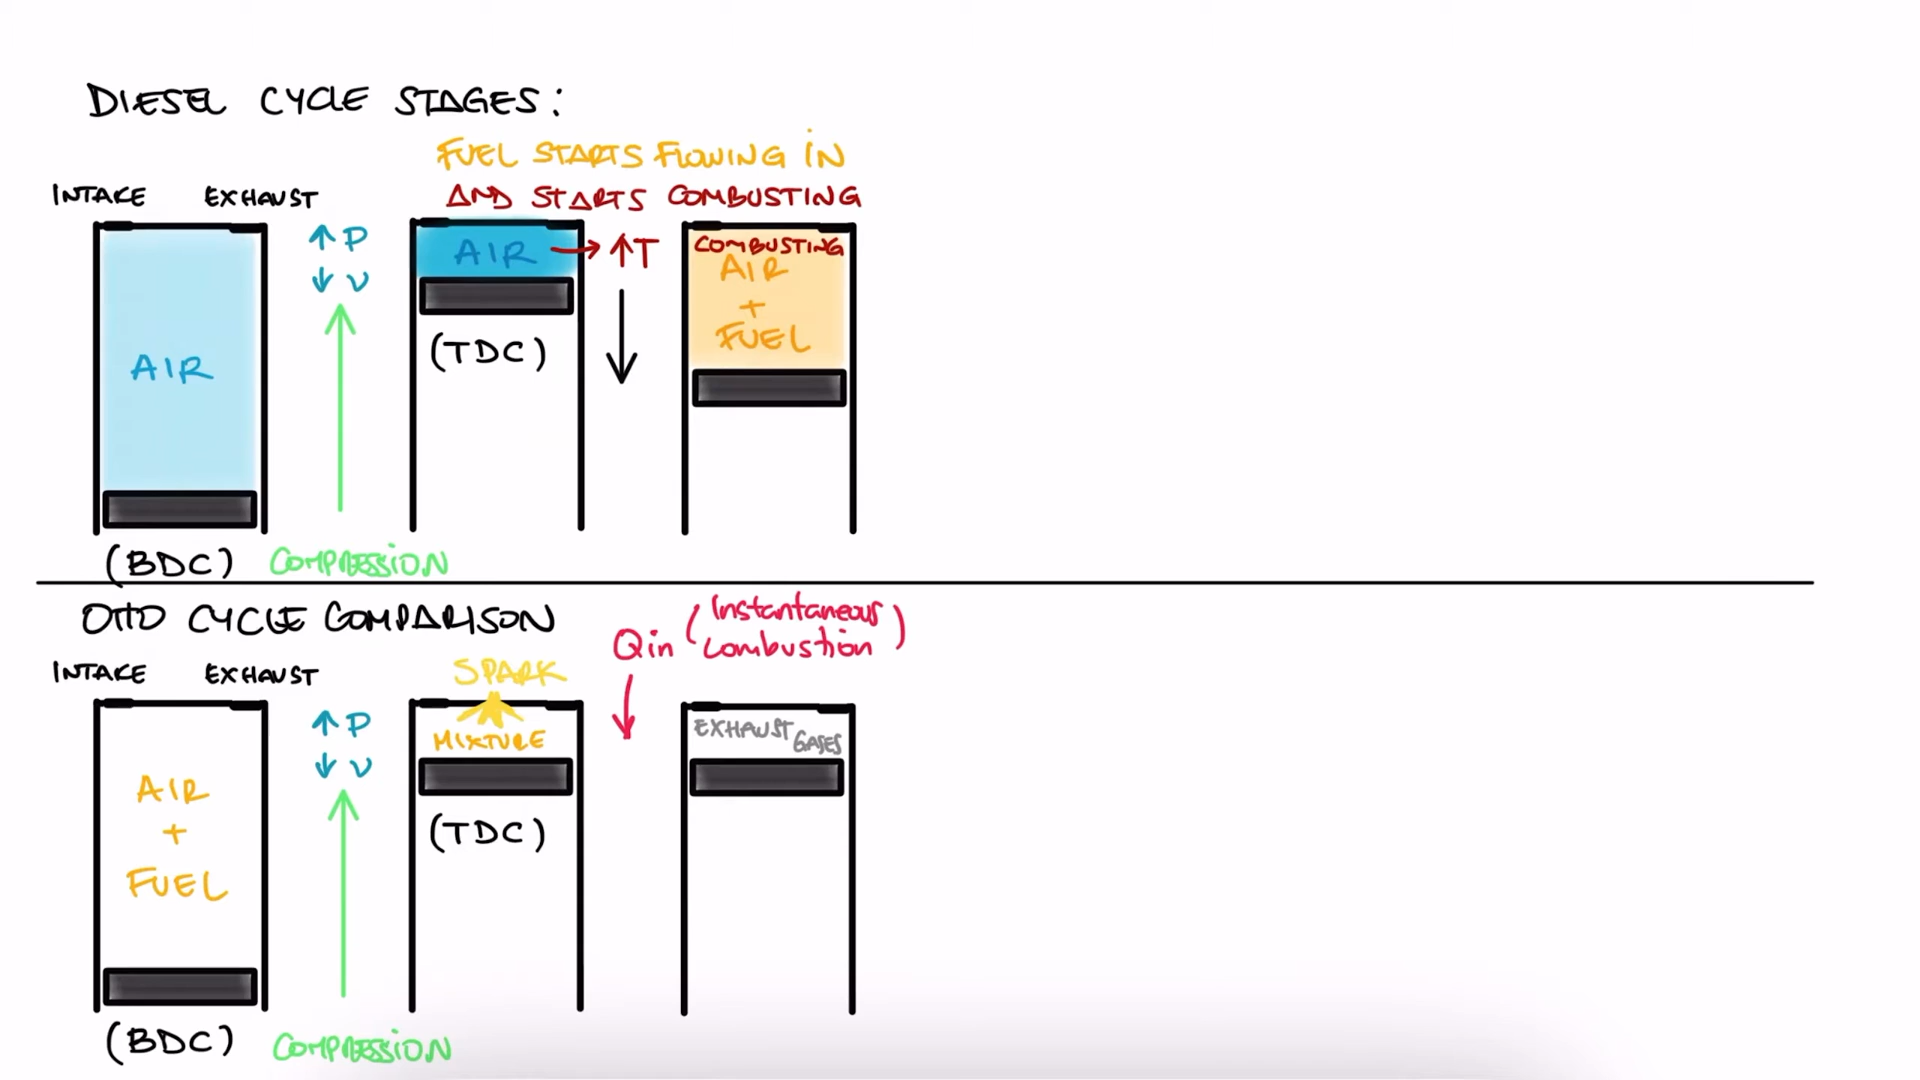 DIESEL CYCLE STAGES:
FUEL STARTS FLOWING IN
AND STARTS COMBUSTING
INTAKE EXHAUST
↑ P
↓ V
AIR
AIR → ↑T
COMBUSTING
AIR
+
FUEL
(TDC)
(BDC) COMPRESSION
OTTO CYCLE COMPARISON
Qin (Instantaneous combustion)
INTAKE EXHAUST
SPARK
↑ P
↓ V
MIXTURE
EXHAUST GASES
AIR
+
FUEL
(TDC)
(BDC) COMPRESSION